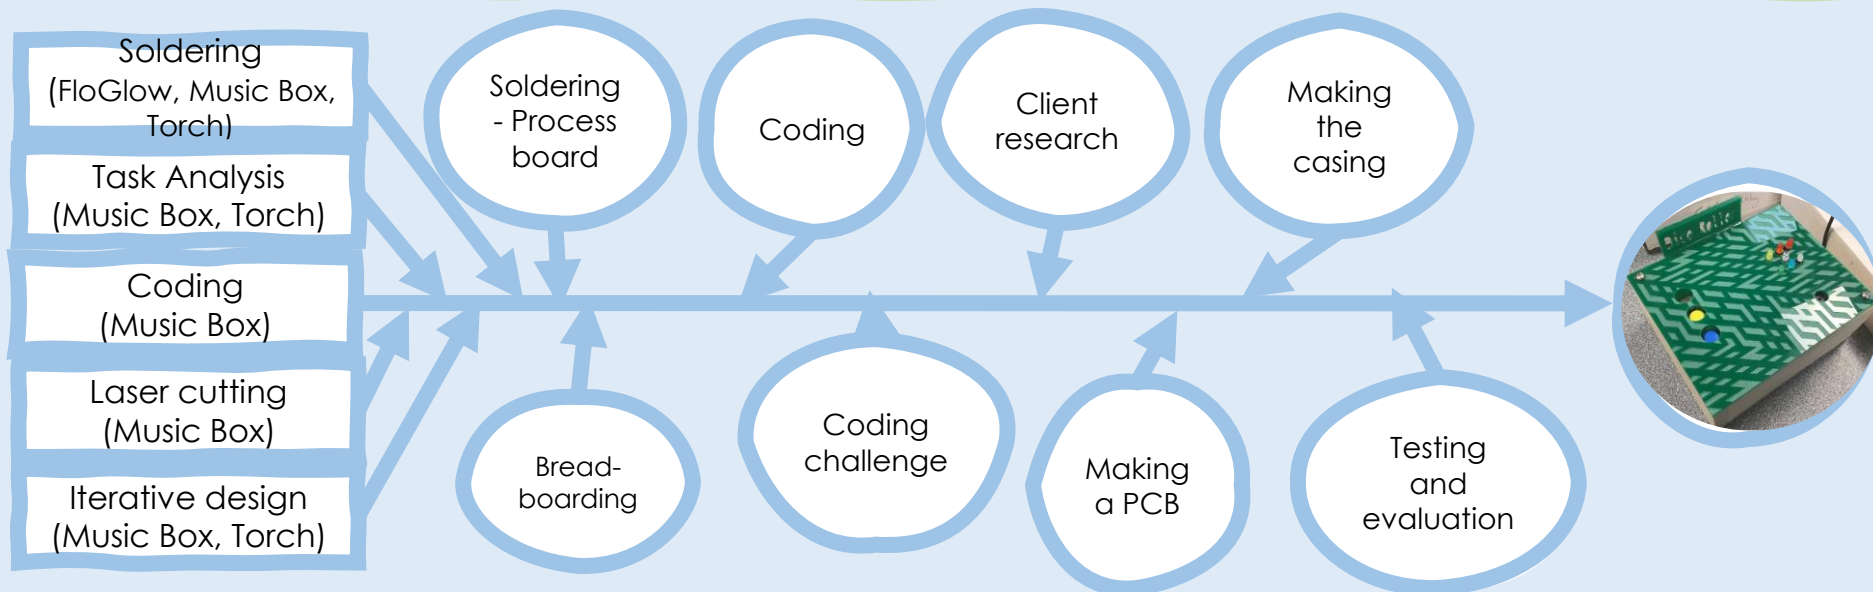 Soldering
(FloGlow, Music Box,
Torch)
Task Analysis
(Music Box, Torch)
Coding
(Music Box)
Laser cutting
(Music Box)
Iterative design
(Music Box, Torch)
Soldering
- Process
board
Coding
Client
research
Making
the
casing
Bread-
boarding
Coding
challenge
Making
a PCB
Testing
and
evaluation